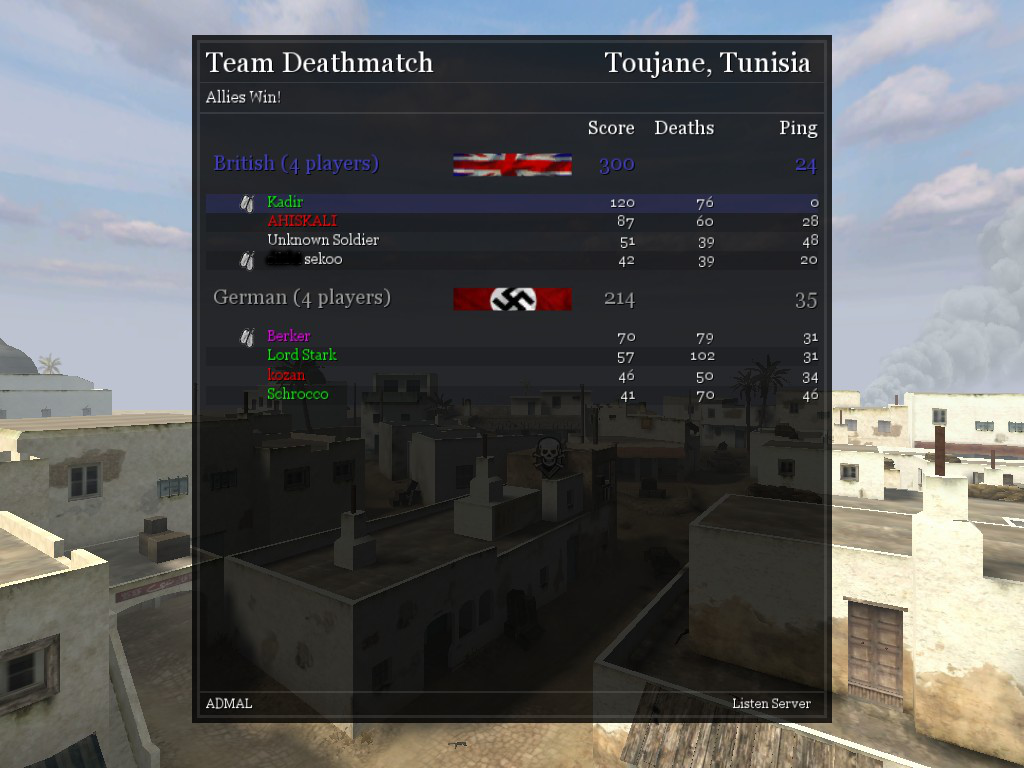 Team Deathmatch Toujane, Tunisia
Allies Win!
Score Deaths Ping
British (4 players) 300 24
Kadir 120 76 0
AHISKALI 87 60 28
Unknown Soldier 51 39 48
sekoo 42 39 20
German (4 players) 214 35
Berker 70 79 31
Lord Stark 57 102 31
kozan 46 50 34
Schrocco 41 70 46
ADMAL Listen Server